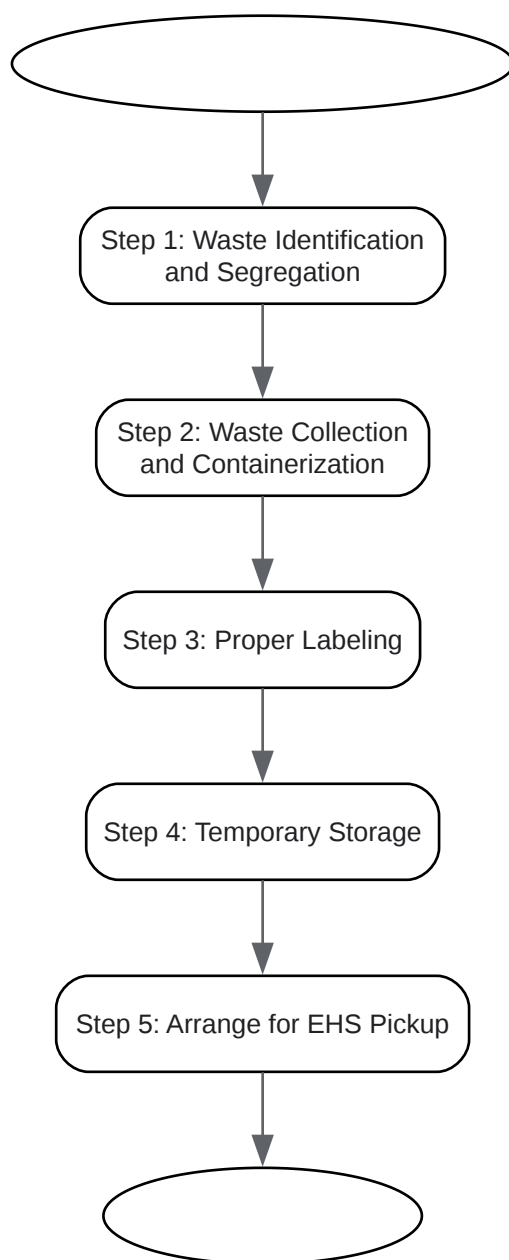 Step 1: Waste Identification
and Segregation
Step 2: Waste Collection
and Containerization
Step 3: Proper Labeling
Step 4: Temporary Storage
Step 5: Arrange for EHS Pickup